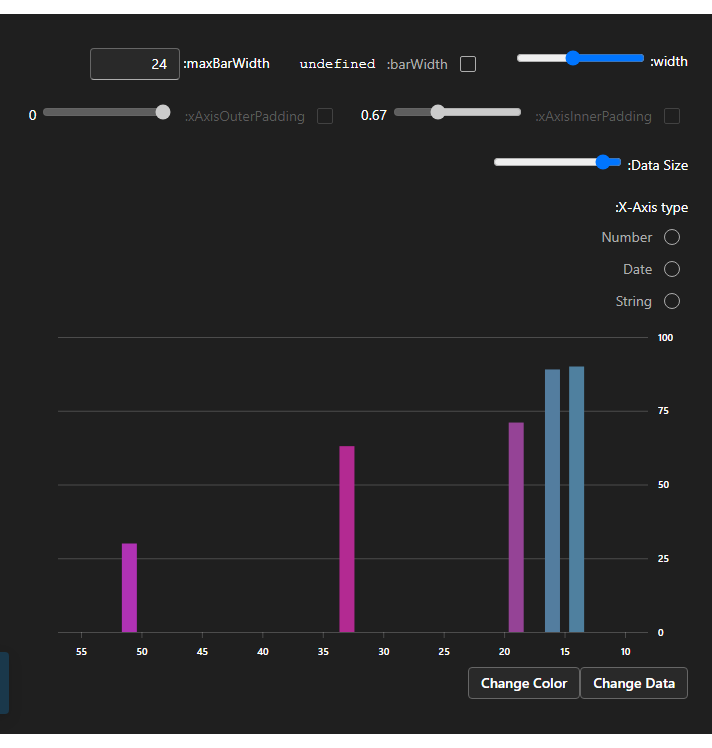 :width
:barWidth undefined
:maxBarWidth 24
:xAxisInnerPadding 0.67
:xAxisOuterPadding 0
:Data Size
:X-Axis type
Number
Date
String
100
75
50
25
0
55 50 45 40 35 30 25 20 15 10
Change Color Change Data